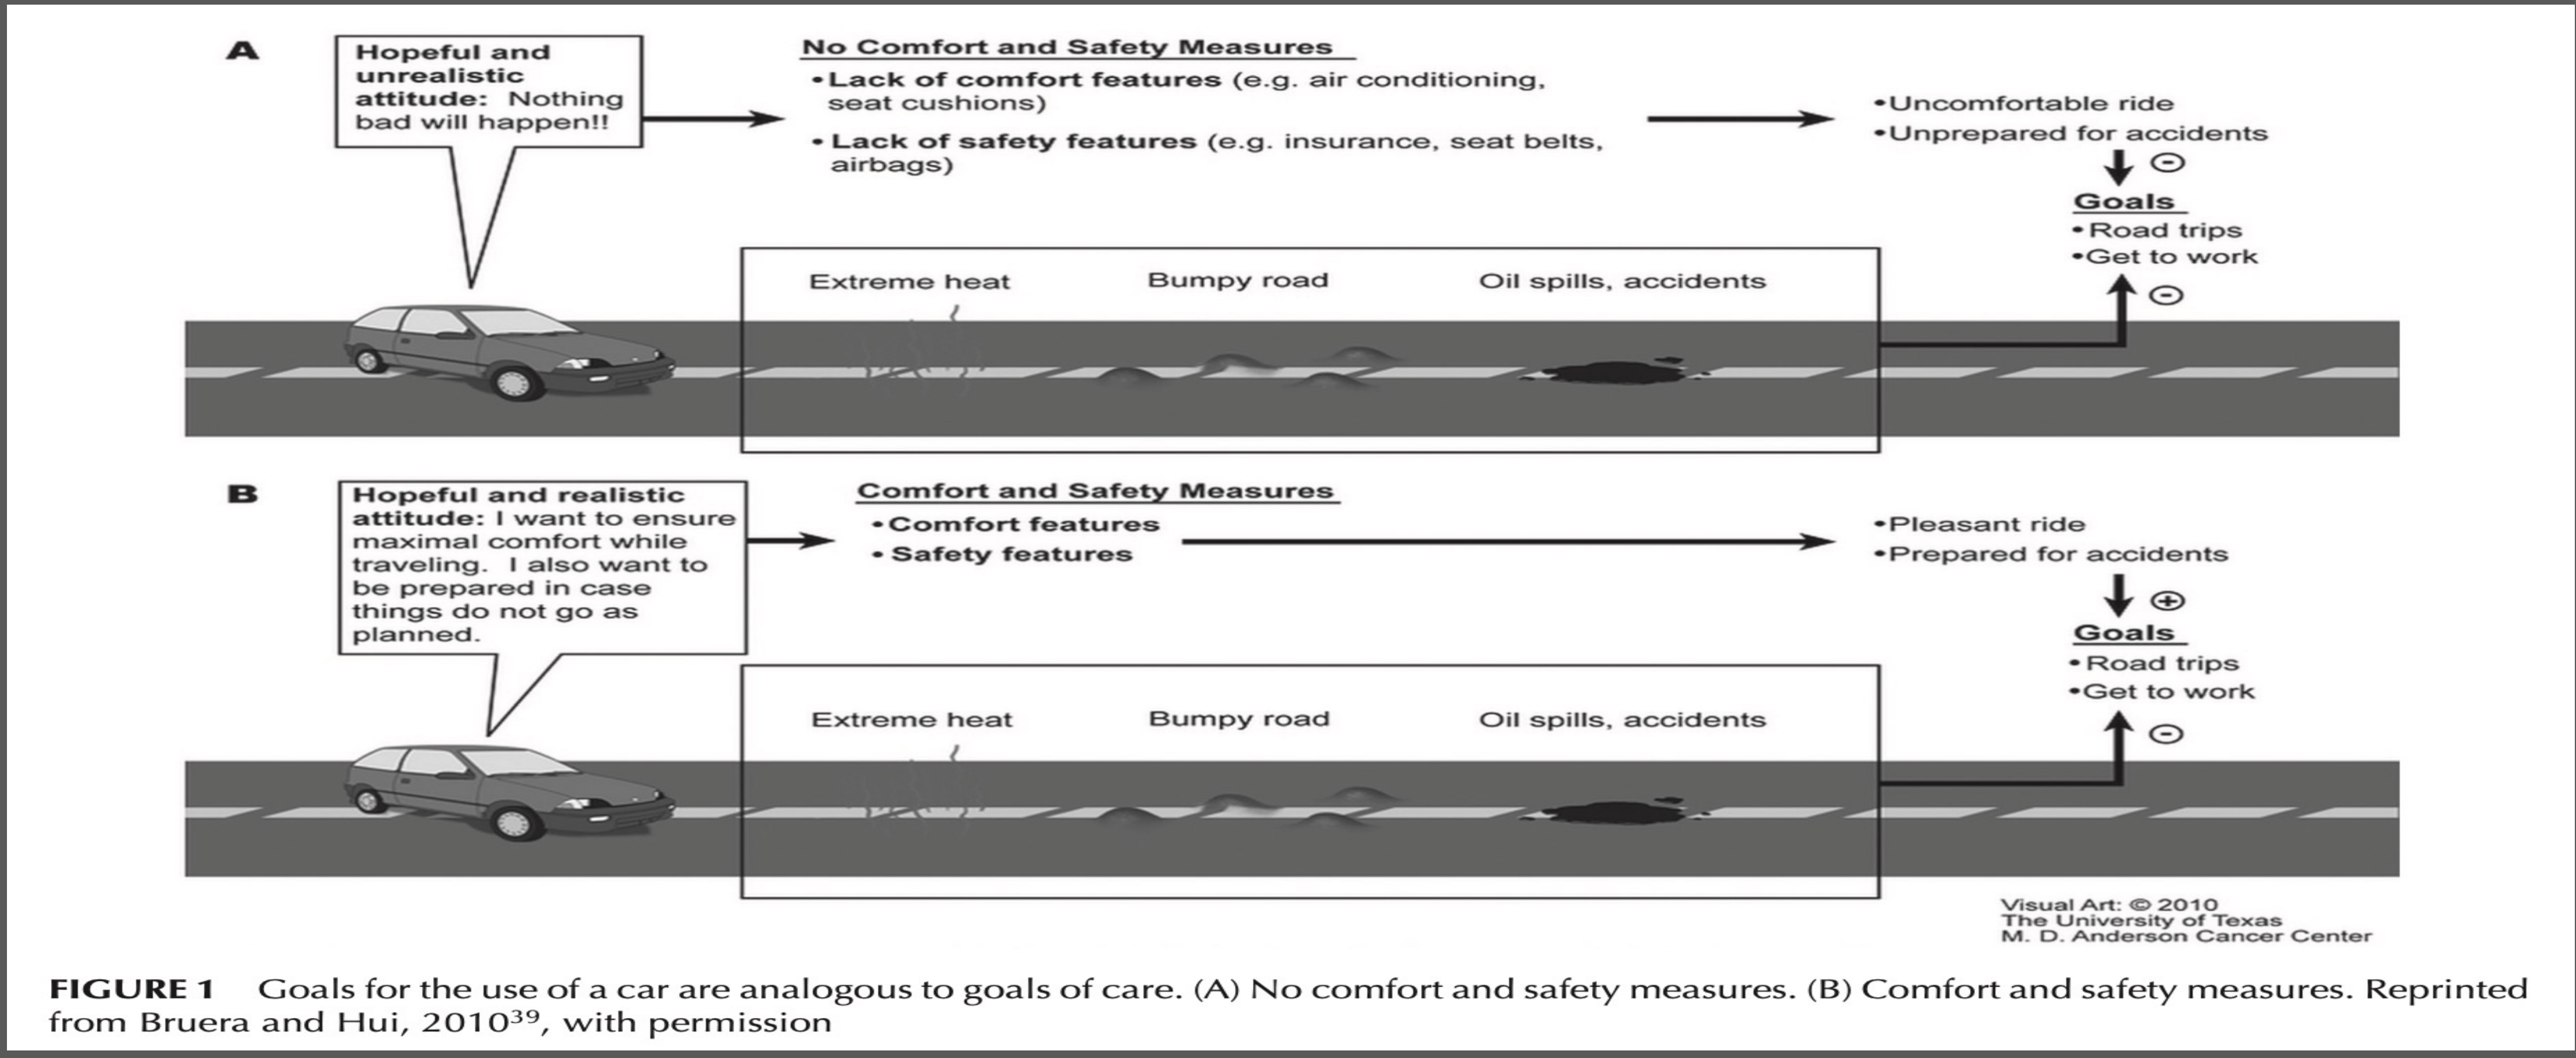 A
Hopeful and
unrealistic
attitude: Nothing
bad will happen!!
No Comfort and Safety Measures
•Lack of comfort features (e.g. air conditioning,
seat cushions)
• Lack of safety features (e.g. insurance, seat belts,
airbags)
•Uncomfortable ride
•Unprepared for accidents
-
Goals
•Road trips
•Get to work
-
Extreme heat
Bumpy road
Oil spills, accidents
B
Hopeful and realistic
attitude: I want to ensure
maximal comfort while
traveling. I also want to
be prepared in case
things do not go as
planned.
Comfort and Safety Measures
•Comfort features
• Safety features
•Pleasant ride
•Prepared for accidents
+
Goals
•Road trips
•Get to work
-
Extreme heat
Bumpy road
Oil spills, accidents
Visual Art: © 2010
The University of Texas
M. D. Anderson Cancer Center
FIGURE 1 Goals for the use of a car are analogous to goals of care. (A) No comfort and safety measures. (B) Comfort and safety measures. Reprinted
from Bruera and Hui, 2010³⁹, with permission